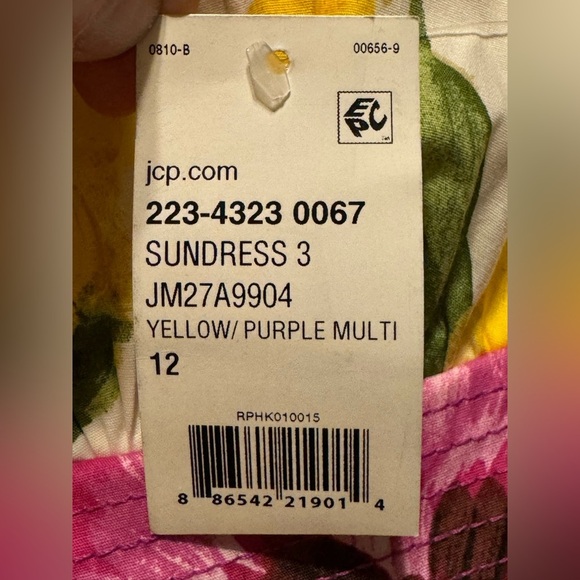 0810-B 00656-9
EPC
jcp.com
223-4323 0067
SUNDRESS 3
JM27A9904
YELLOW/ PURPLE MULTI
12
RPHK010015
8 86542 21901 4